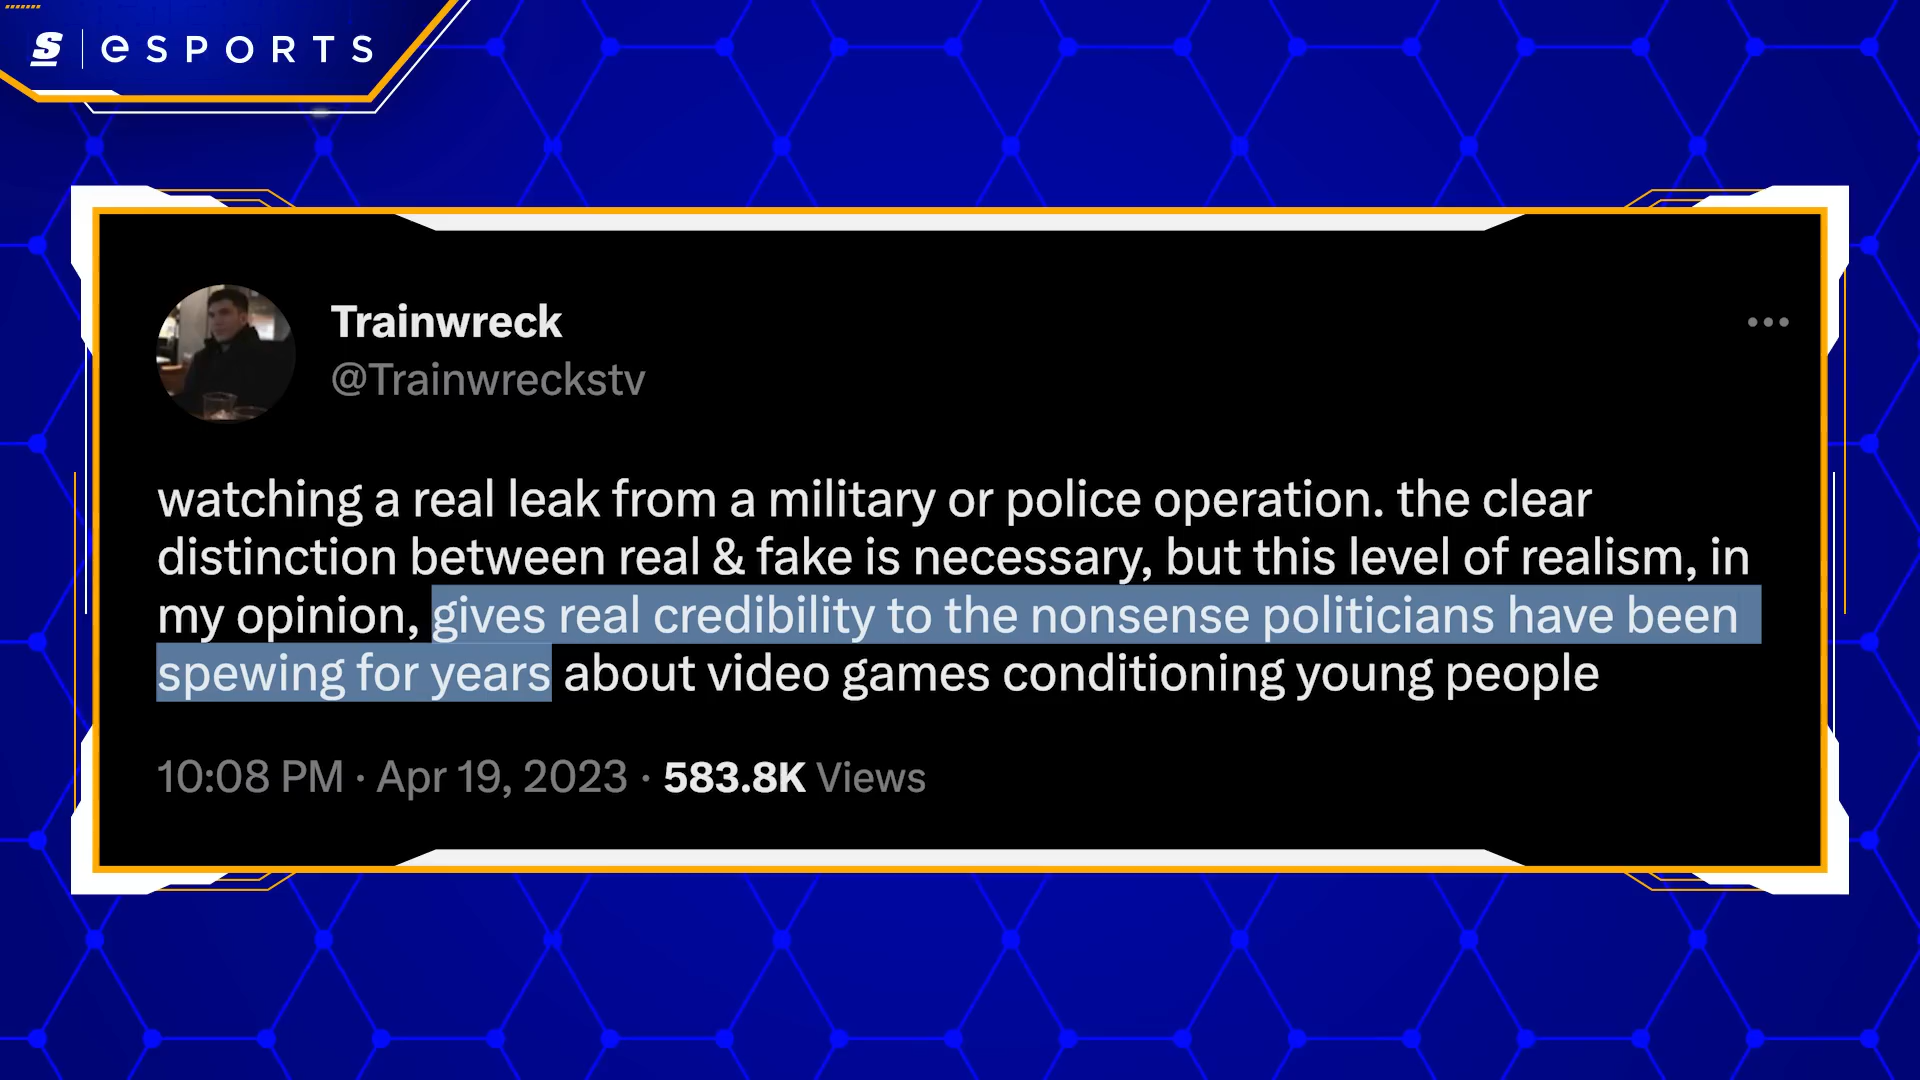 S | eSPORTS
Trainwreck
@Trainwreckstv
watching a real leak from a military or police operation. the clear
distinction between real & fake is necessary, but this level of realism, in
my opinion, gives real credibility to the nonsense politicians have been
spewing for years about video games conditioning young people
10:08 PM · Apr 19, 2023 · 583.8K Views